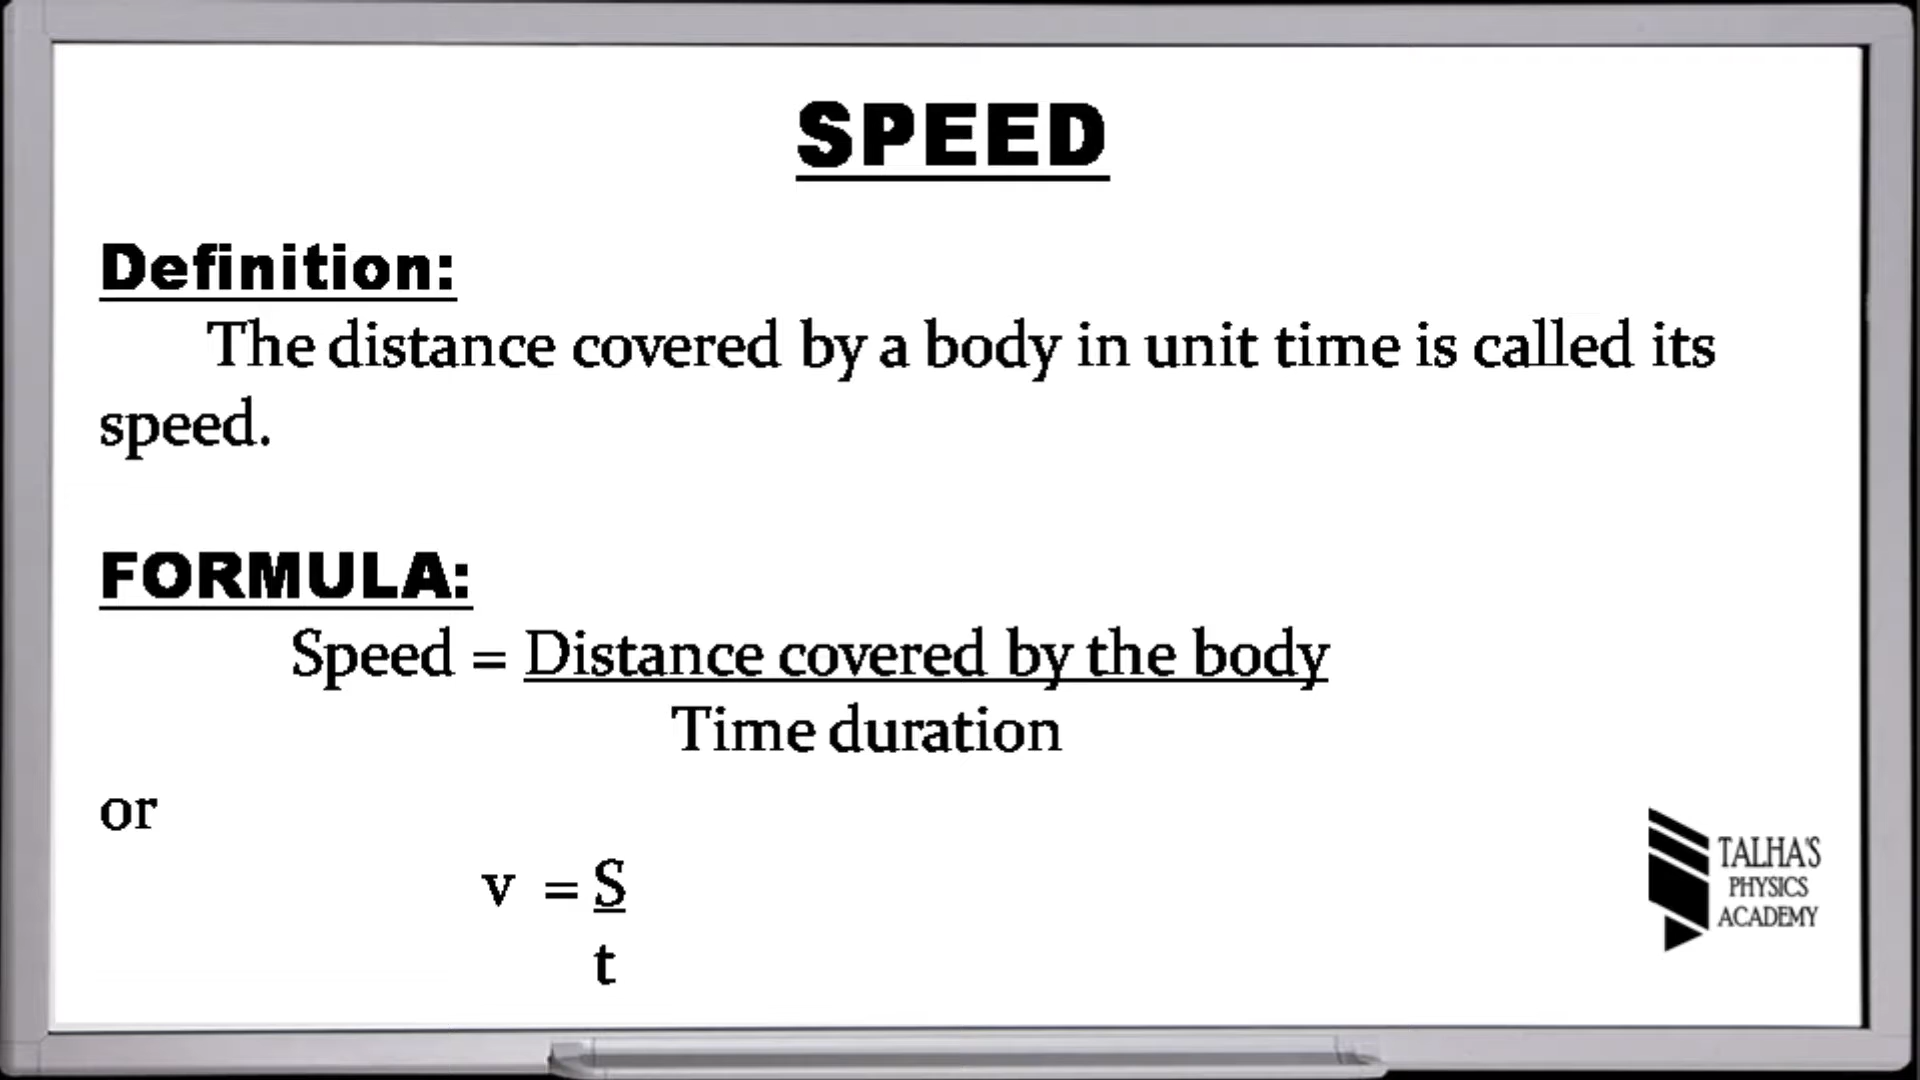 SPEED
Definition:
The distance covered by a body in unit time is called its
speed.
FORMULA:
Speed = Distance covered by the body
Time duration
or
v = S
t
TALHA'S
PHYSICS
ACADEMY